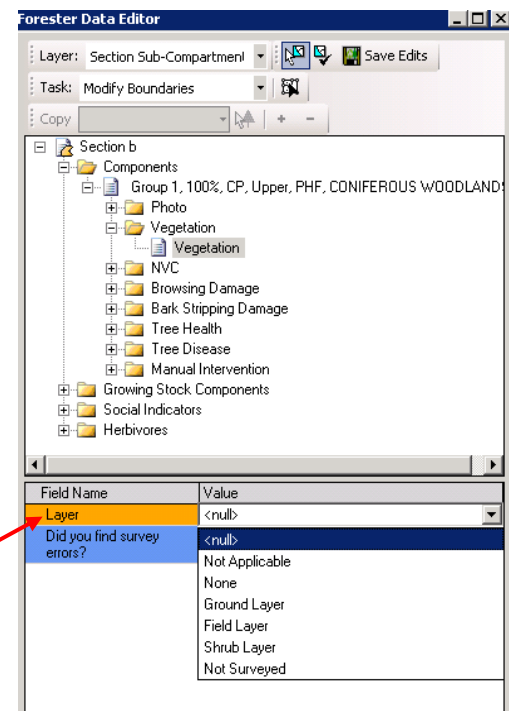 Forester Data Editor
Layer: Section Sub-Compartment Save Edits
Task: Modify Boundaries
Copy + -
Section b
Components
Group 1, 100%, CP, Upper, PHF, CONIFEROUS WOODLAND
Photo
Vegetation
Vegetation
NVC
Browsing Damage
Bark Stripping Damage
Tree Health
Tree Disease
Manual Intervention
Growing Stock Components
Social Indicators
Herbivores
Field Name Value
Layer <null>
Did you find survey
errors?
<null>
Not Applicable
None
Ground Layer
Field Layer
Shrub Layer
Not Surveyed